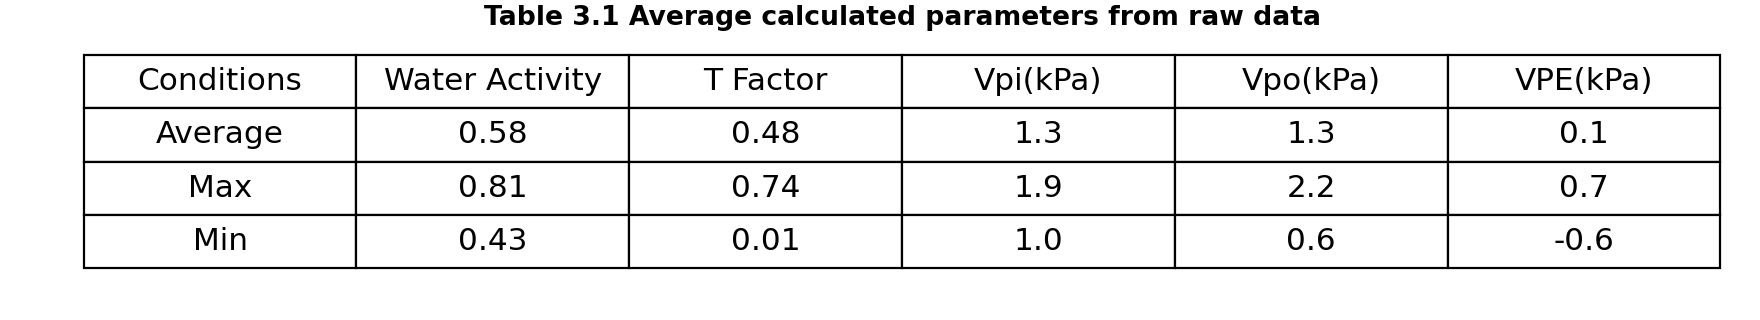 Table 3.1 Average calculated parameters from raw data
Conditions Water Activity T Factor Vpi(kPa) Vpo(kPa) VPE(kPa)
Average 0.58 0.48 1.3 1.3 0.1
Max 0.81 0.74 1.9 2.2 0.7
Min 0.43 0.01 1.0 0.6 -0.6